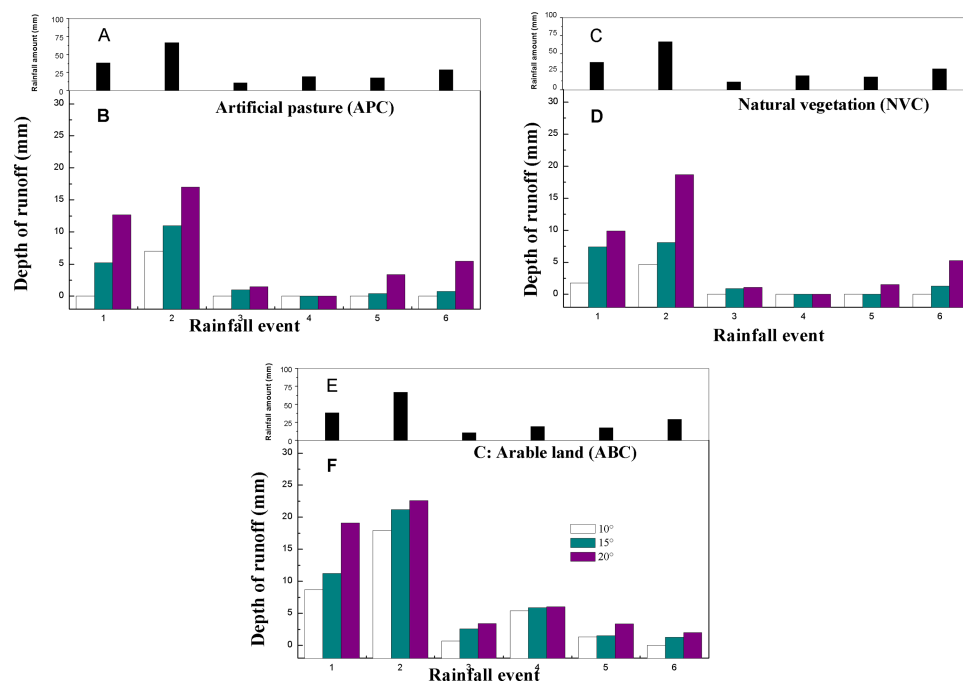 A
Rainfall amount (mm)
100
75
50
25
0
Artificial pasture (APC)
B
Depth of runoff (mm)
30
25
20
15
10
5
0
1 2 3 4 5 6
Rainfall event
C
Rainfall amount (mm)
100
75
50
25
0
Natural vegetation (NVC)
D
Depth of runoff (mm)
30
25
20
15
10
5
0
1 2 3 4 5 6
Rainfall event
E
Rainfall amount (mm)
100
75
50
25
0
C: Arable land (ABC)
F
Depth of runoff (mm)
30
25
20
15
10
5
0
10°
15°
20°
1 2 3 4 5 6
Rainfall event